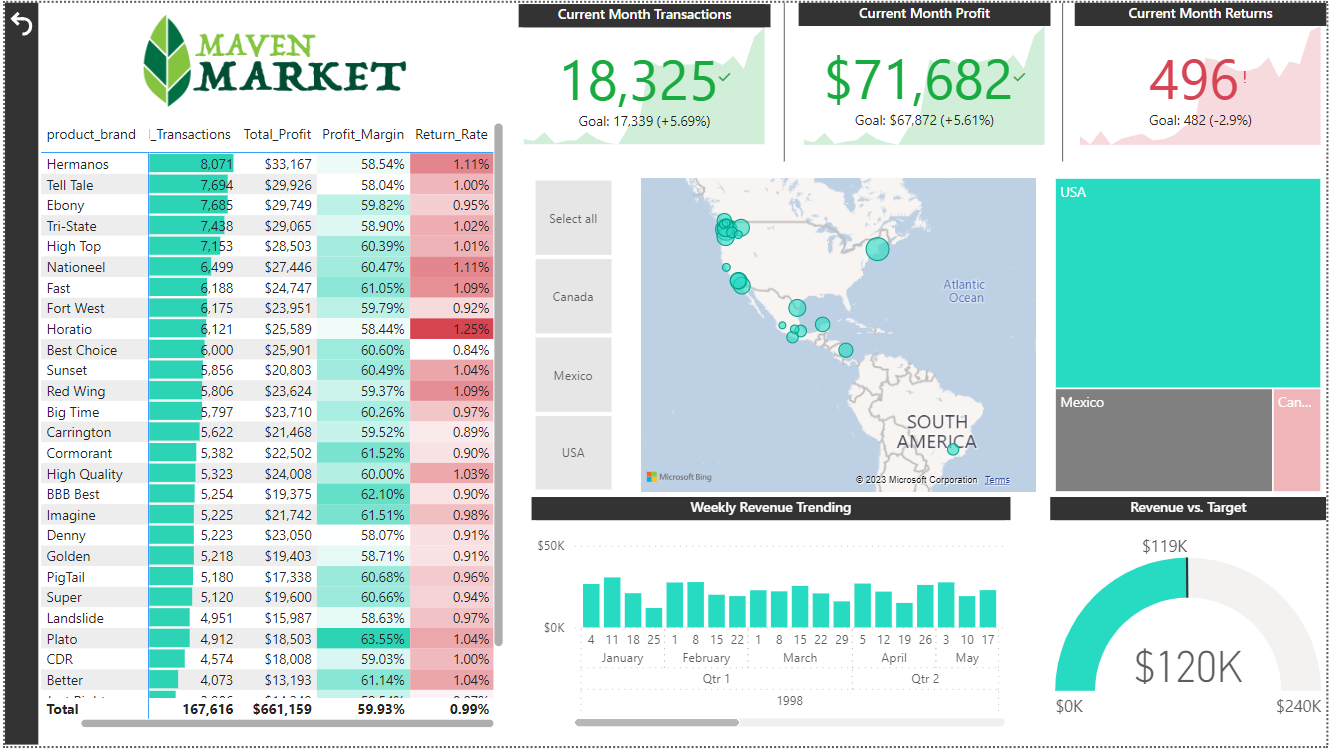 MAVEN
MARKET
Current Month Transactions
18,325
Goal: 17,339 (+5.69%)
Current Month Profit
$71,682
Goal: $67,872 (+5.61%)
Current Month Returns
496!
Goal: 482 (-2.9%)
product_brand _Transactions Total_Profit Profit_Margin Return_Rate
Hermanos 8,071 $33,167 58.54% 1.11%
Tell Tale 7,694 $29,926 58.04% 1.00%
Ebony 7,685 $29,749 59.82% 0.95%
Tri-State 7,438 $29,065 58.90% 1.02%
High Top 7,153 $28,503 60.39% 1.01%
Nationeel 6,499 $27,446 60.47% 1.11%
Fast 6,188 $24,747 61.05% 1.09%
Fort West 6,175 $23,951 59.79% 0.92%
Horatio 6,121 $25,589 58.44% 1.25%
Best Choice 6,000 $25,901 60.60% 0.84%
Sunset 5,856 $20,803 60.49% 1.04%
Red Wing 5,806 $23,624 59.37% 1.09%
Big Time 5,797 $23,710 60.26% 0.97%
Carrington 5,622 $21,468 59.52% 0.89%
Cormorant 5,382 $22,502 61.52% 0.90%
High Quality 5,323 $24,008 60.00% 1.03%
BBB Best 5,254 $19,375 62.10% 0.90%
Imagine 5,225 $21,742 61.51% 0.98%
Denny 5,223 $23,050 58.07% 0.91%
Golden 5,218 $19,403 58.71% 0.91%
PigTail 5,180 $17,338 60.68% 0.96%
Super 5,120 $19,600 60.66% 0.94%
Landslide 4,951 $15,987 58.63% 0.97%
Plato 4,912 $18,503 63.55% 1.04%
CDR 4,574 $18,008 59.03% 1.00%
Better 4,073 $13,193 61.14% 1.04%
Total 167,616 $661,159 59.93% 0.99%
Select all
Canada
Mexico
USA
Atlantic
Ocean
SOUTH
AMERICA
Microsoft Bing
© 2023 Microsoft Corporation Terms
USA
Mexico
Can...
Weekly Revenue Trending
$50K
$0K
4 11 18 25 1 8 15 22 1 8 15 22 29 5 12 19 26 3 10 17
January February March April May
Qtr 1 Qtr 2
1998
Revenue vs. Target
$119K
$120K
$0K
$240K